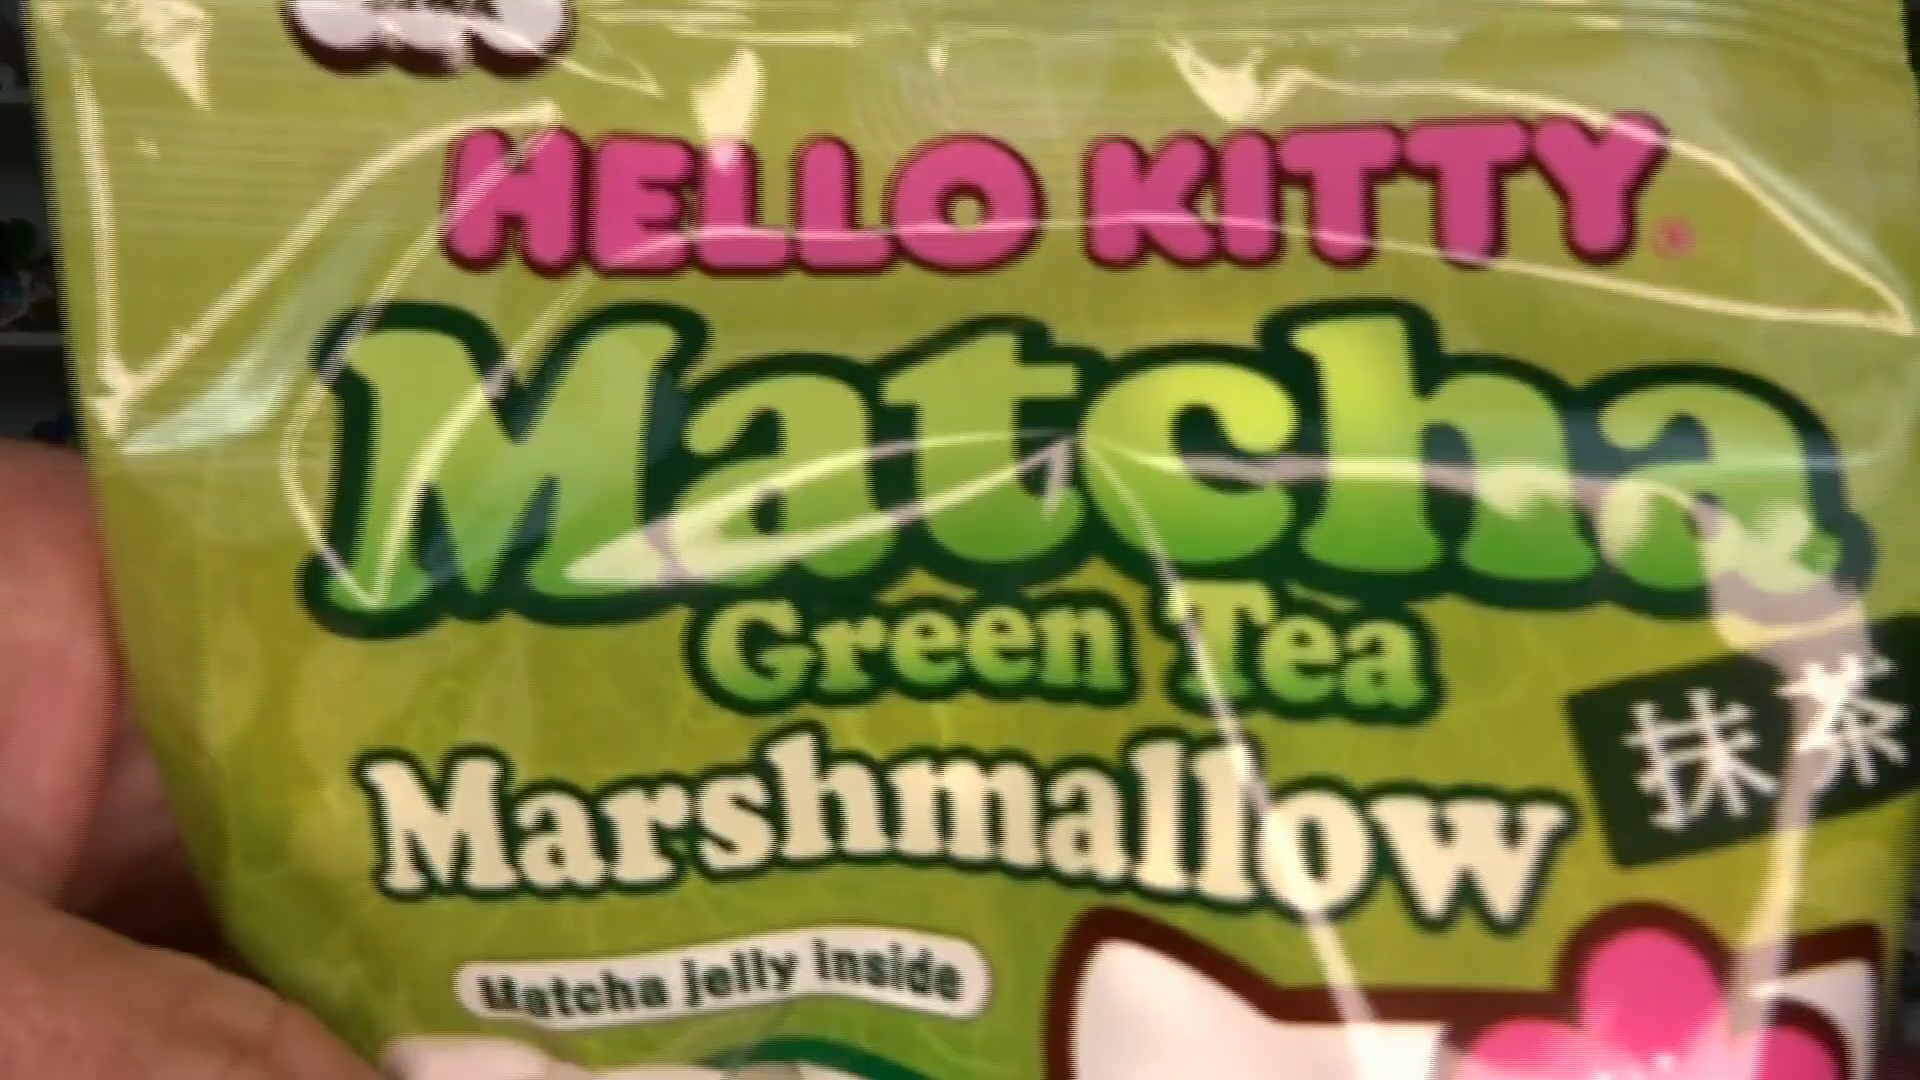 HELLO KITTY
Matcha
Green Tea
抹茶
Marshmallow
Matcha jelly inside